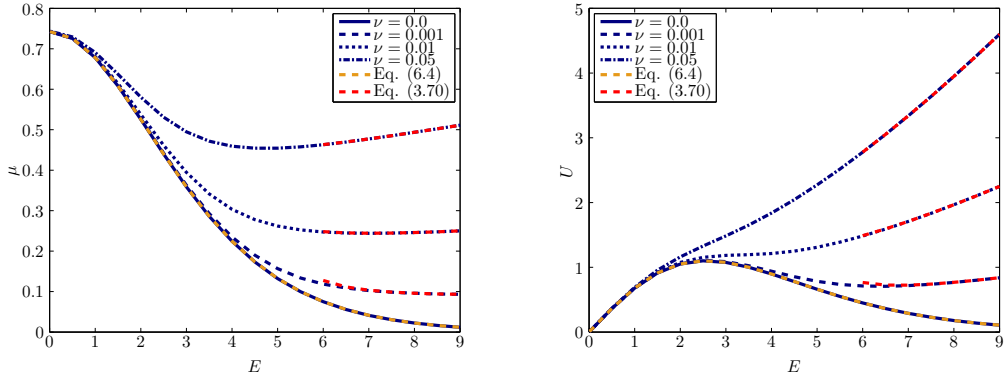 0.8
0.7
0.6
0.5
0.4
0.3
0.2
0.1
0
μ
0 1 2 3 4 5 6 7 8 9
E
ν = 0.0
ν = 0.001
ν = 0.01
ν = 0.05
Eq. (6.4)
Eq. (3.70)
5
4
3
2
1
0
U
0 1 2 3 4 5 6 7 8 9
E
ν = 0.0
ν = 0.001
ν = 0.01
ν = 0.05
Eq. (6.4)
Eq. (3.70)